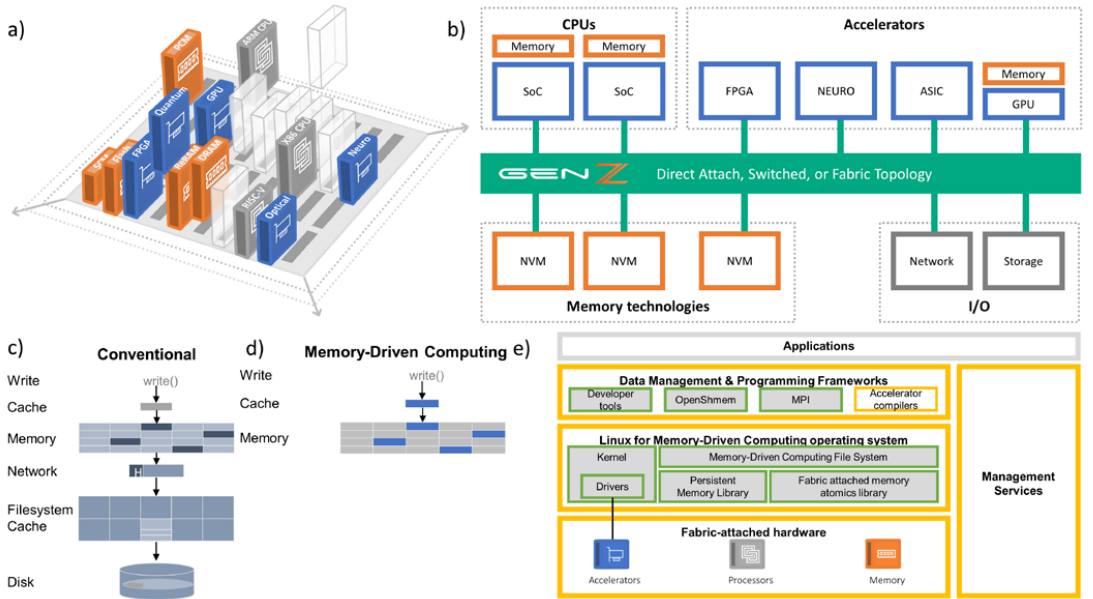 a)
PCM
ARM CPU
Quantum
GPU
FPGA
ReRAM
DRAM
X86 CPU
Neuro
RISC-V
Optical
b)
CPUs
Accelerators
Memory
Memory
Memory
SoC
SoC
FPGA
NEURO
ASIC
GPU
GEN Z
Direct Attach, Switched, or Fabric Topology
NVM
NVM
NVM
Network
Storage
Memory technologies
I/O
c)
Conventional
Write
write()
Cache
Memory
Network
H
Filesystem
Cache
Disk
d)
Memory-Driven Computing
Write
write()
Cache
Memory
e)
Applications
Data Management & Programming Frameworks
Developer
tools
OpenShmem
MPI
Accelerator
compilers
Linux for Memory-Driven Computing operating system
Kernel
Memory-Driven Computing File System
Drivers
Persistent
Memory Library
Fabric attached memory
atomics library
Fabric-attached hardware
Accelerators
Processors
Memory
Management
Services